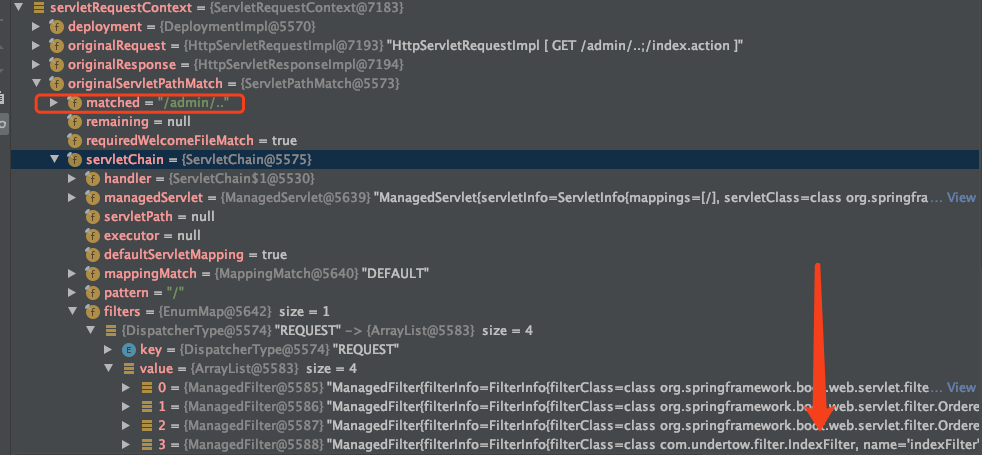 servletRequestContext = {ServletRequestContext@7183}
deployment = {DeploymentImpl@5570}
originalRequest = {HttpServletRequestImpl@7193} "HttpServletRequestImpl [ GET /admin/..;/index.action ]"
originalResponse = {HttpServletResponseImpl@7194}
originalServletPathMatch = {ServletPathMatch@5573}
matched = "/admin/.."
remaining = null
requiredWelcomeFileMatch = true
servletChain = {ServletChain@5575}
handler = {ServletChain$1@5530}
managedServlet = {ManagedServlet@5639} "ManagedServlet{servletInfo=ServletInfo{mappings=[/], servletClass=class org.springfra... View
servletPath = null
executor = null
defaultServletMapping = true
mappingMatch = {MappingMatch@5640} "DEFAULT"
pattern = "/"
filters = {EnumMap@5642} size = 1
{DispatcherType@5574} "REQUEST" -> {ArrayList@5583} size = 4
key = {DispatcherType@5574} "REQUEST"
value = {ArrayList@5583} size = 4
0 = {ManagedFilter@5585} "ManagedFilter{filterInfo=FilterInfo{filterClass=class org.springframework.boot.web.servlet.filte... View
1 = {ManagedFilter@5586} "ManagedFilter{filterInfo=FilterInfo{filterClass=class org.springframework.boot.web.servlet.filter.Ordere
2 = {ManagedFilter@5587} "ManagedFilter{filterInfo=FilterInfo{filterClass=class org.springframework.boot.web.servlet.filter.Ordere
3 = {ManagedFilter@5588} "ManagedFilter{filterInfo=FilterInfo{filterClass=class com.undertow.filter.IndexFilter, name='indexFilter'